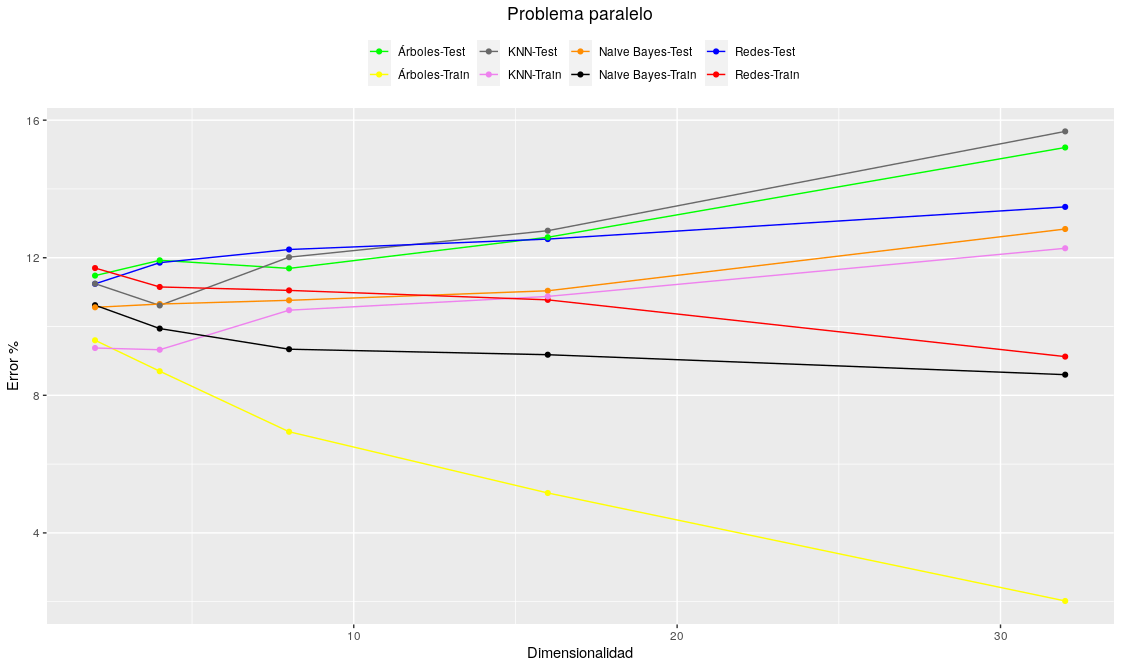 Problema paralelo
Árboles-Test KNN-Test Naive Bayes-Test Redes-Test
Árboles-Train KNN-Train Naive Bayes-Train Redes-Train
16
12
8
4
Error %
10 20 30
Dimensionalidad